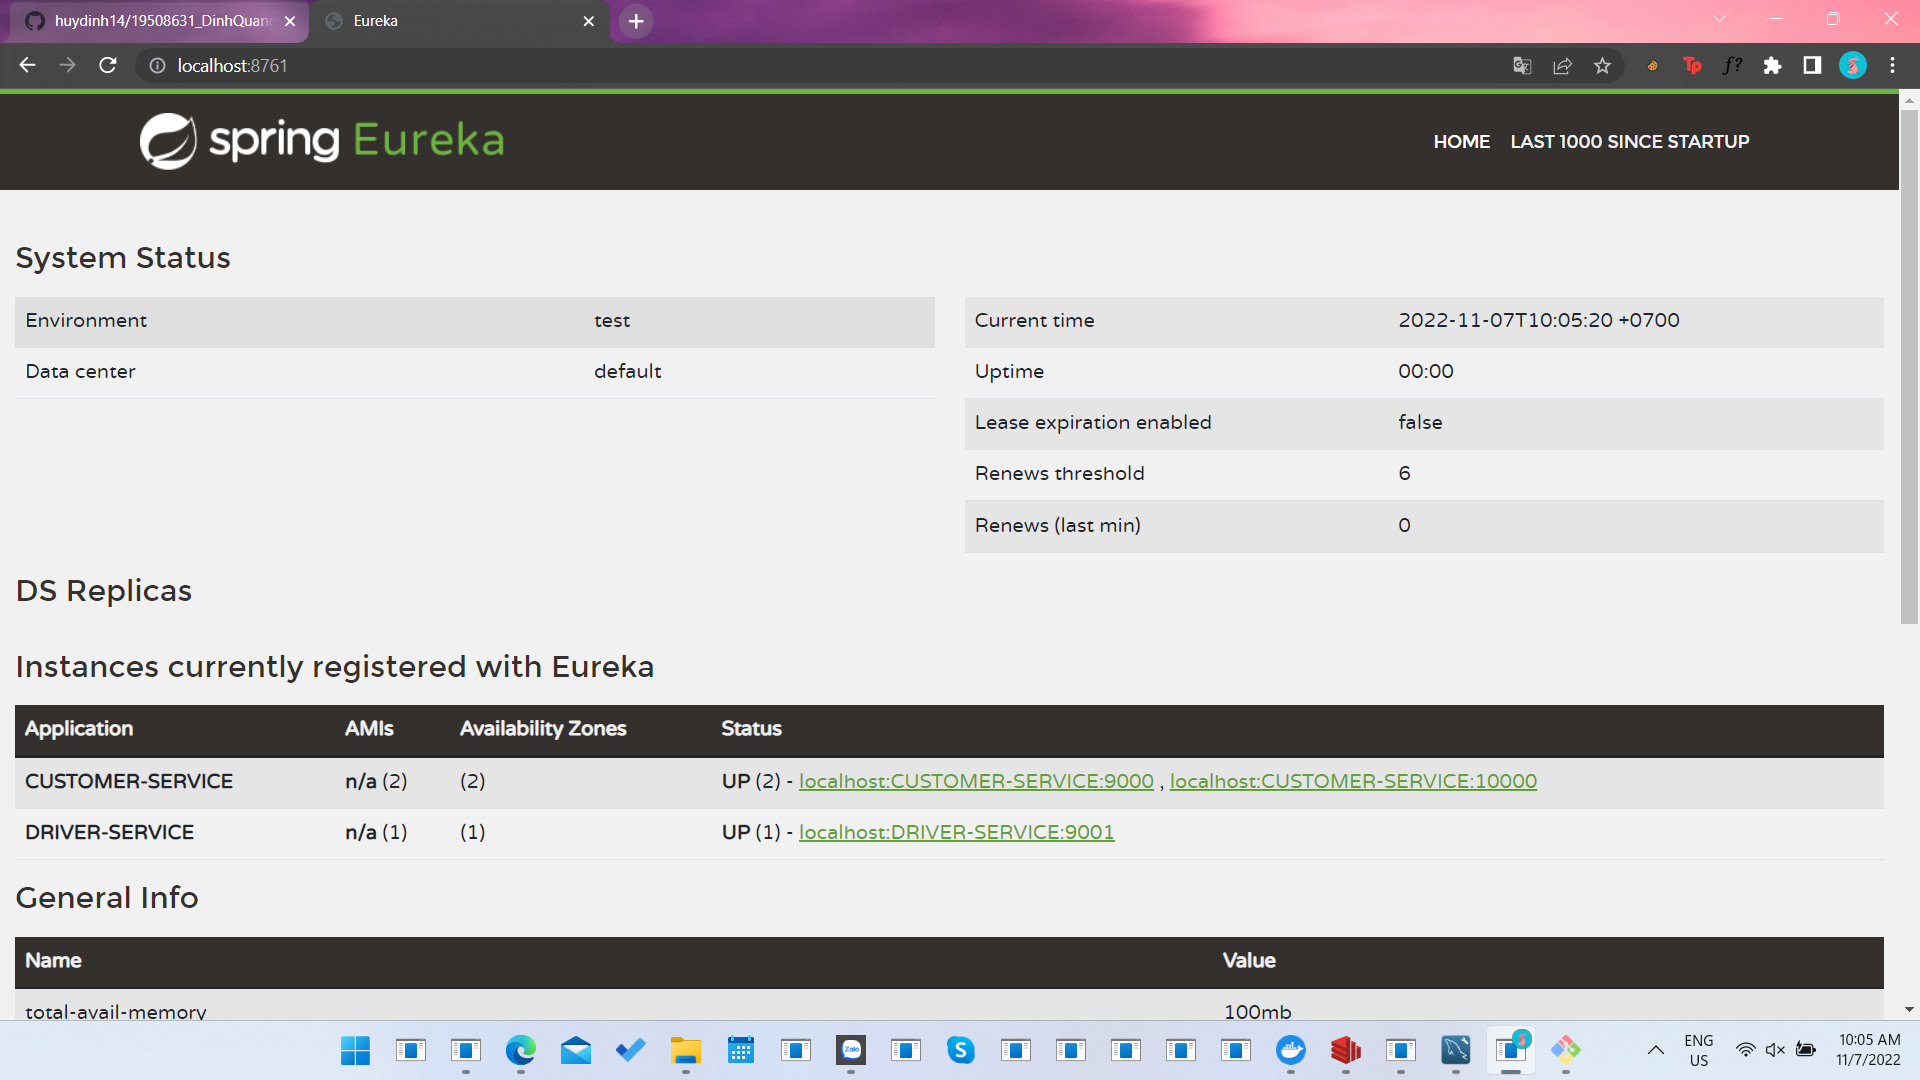 huydinh14/19508631_DinhQuang
Eureka
localhost:8761
Tp
f?
spring Eureka
HOME LAST 1000 SINCE STARTUP
System Status
Environment test
Data center default
Current time 2022-11-07T10:05:20 +0700
Uptime 00:00
Lease expiration enabled false
Renews threshold 6
Renews (last min) 0
DS Replicas
Instances currently registered with Eureka
Application AMIs Availability Zones Status
CUSTOMER-SERVICE n/a (2) (2) UP (2) - localhost:CUSTOMER-SERVICE:9000 , localhost:CUSTOMER-SERVICE:10000
DRIVER-SERVICE n/a (1) (1) UP (1) - localhost:DRIVER-SERVICE:9001
General Info
Name Value
total-avail-memory 100mb
Zalo
S
ENG
US
10:05 AM
11/7/2022